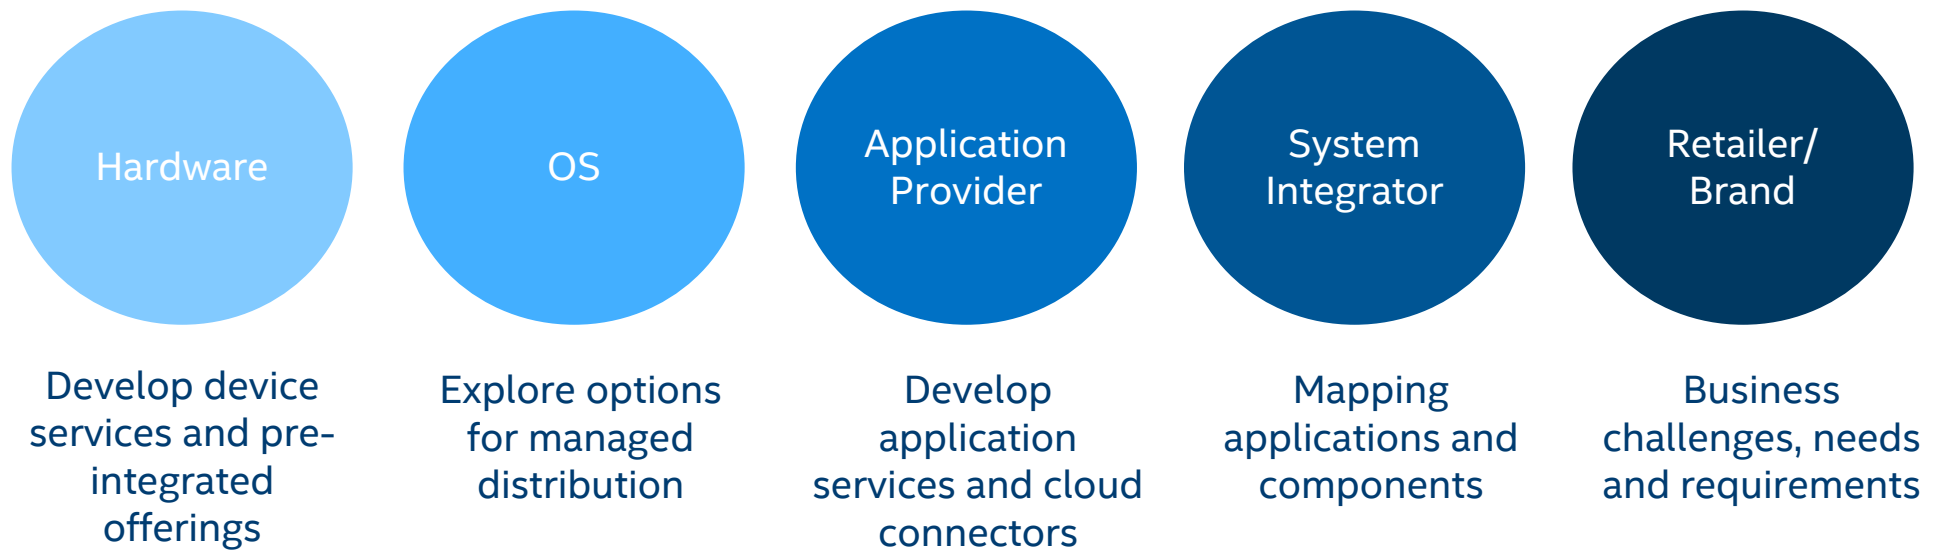 Hardware
Develop device
services and pre-
integrated
offerings
OS
Explore options
for managed
distribution
Application
Provider
Develop
application
services and cloud
connectors
System
Integrator
Mapping
applications and
components
Retailer/
Brand
Business
challenges, needs
and requirements